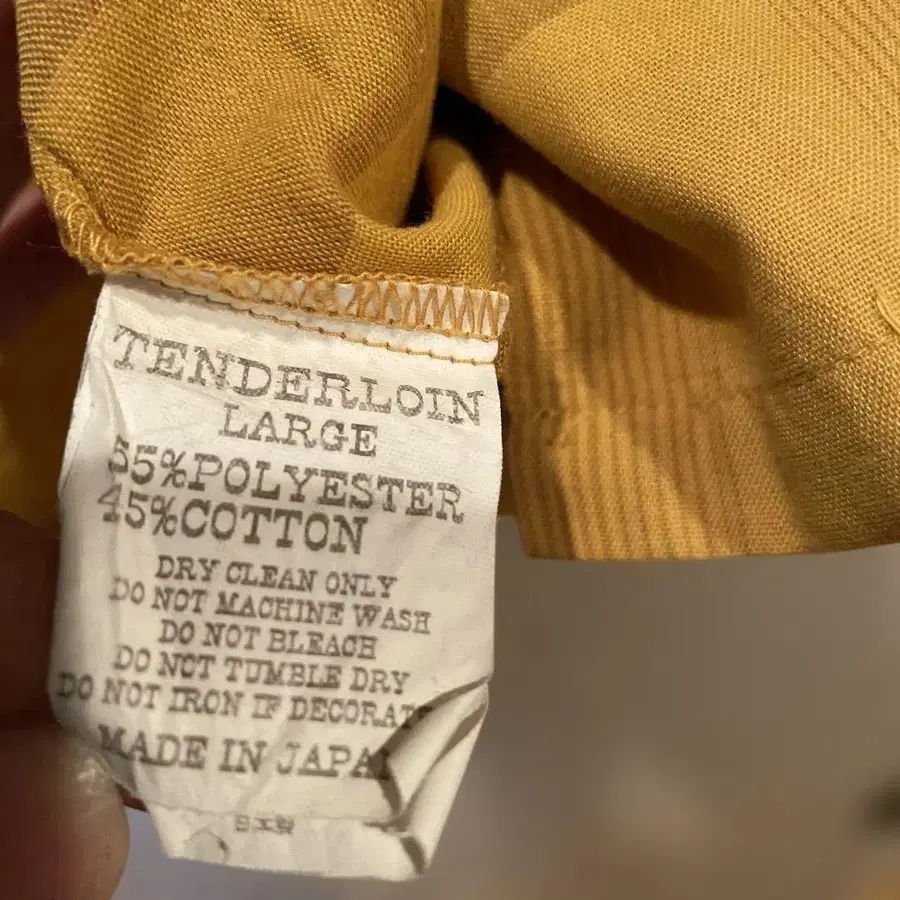 TENDERLOIN
LARGE
55%POLYESTER
45%COTTON
DRY CLEAN ONLY
DO NOT MACHINE WASH
DO NOT BLEACH
DO NOT TUMBLE DRY
DO NOT IRON IF DECORAT
MADE IN JAPAN